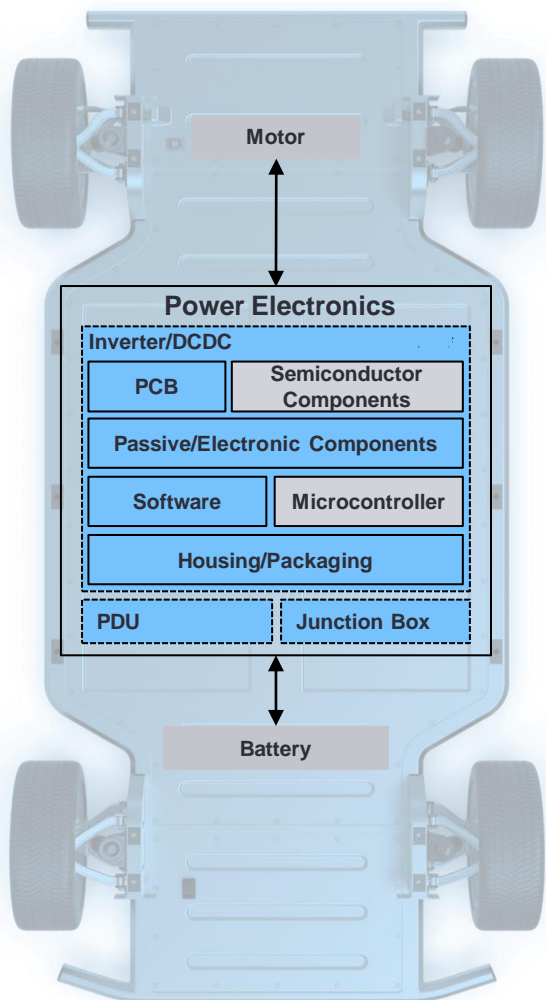 Motor
Power Electronics
Inverter/DCDC
PCB
Semiconductor
Components
Passive/Electronic Components
Software
Microcontroller
Housing/Packaging
PDU
Junction Box
Battery